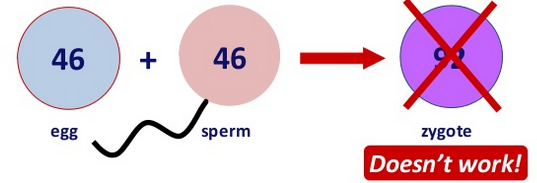 46 + 46 92
egg sperm zygote
Doesn't work!